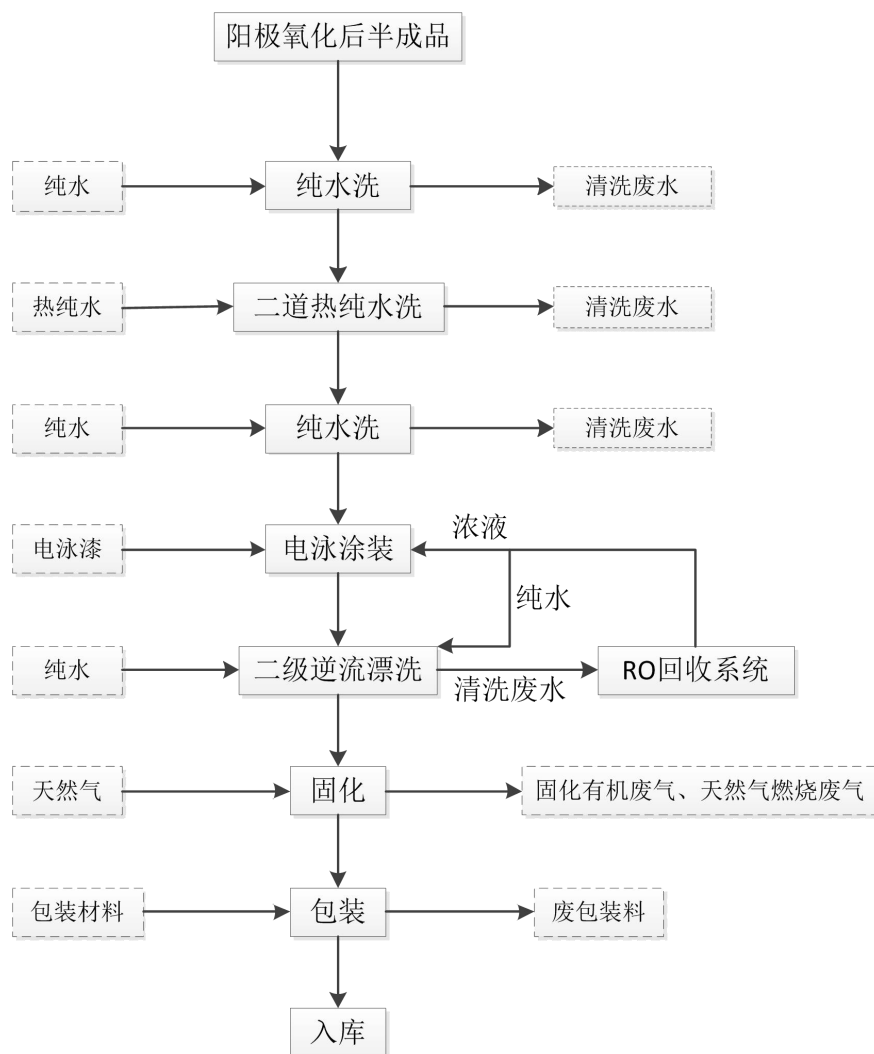 阳极氧化后半成品
纯水
纯水洗
清洗废水
热纯水
二道热纯水洗
清洗废水
纯水
纯水洗
清洗废水
浓液
电泳漆
电泳涂装
纯水
纯水
二级逆流漂洗
清洗废水
RO回收系统
天然气
固化
固化有机废气、天然气燃烧废气
包装材料
包装
废包装料
入库